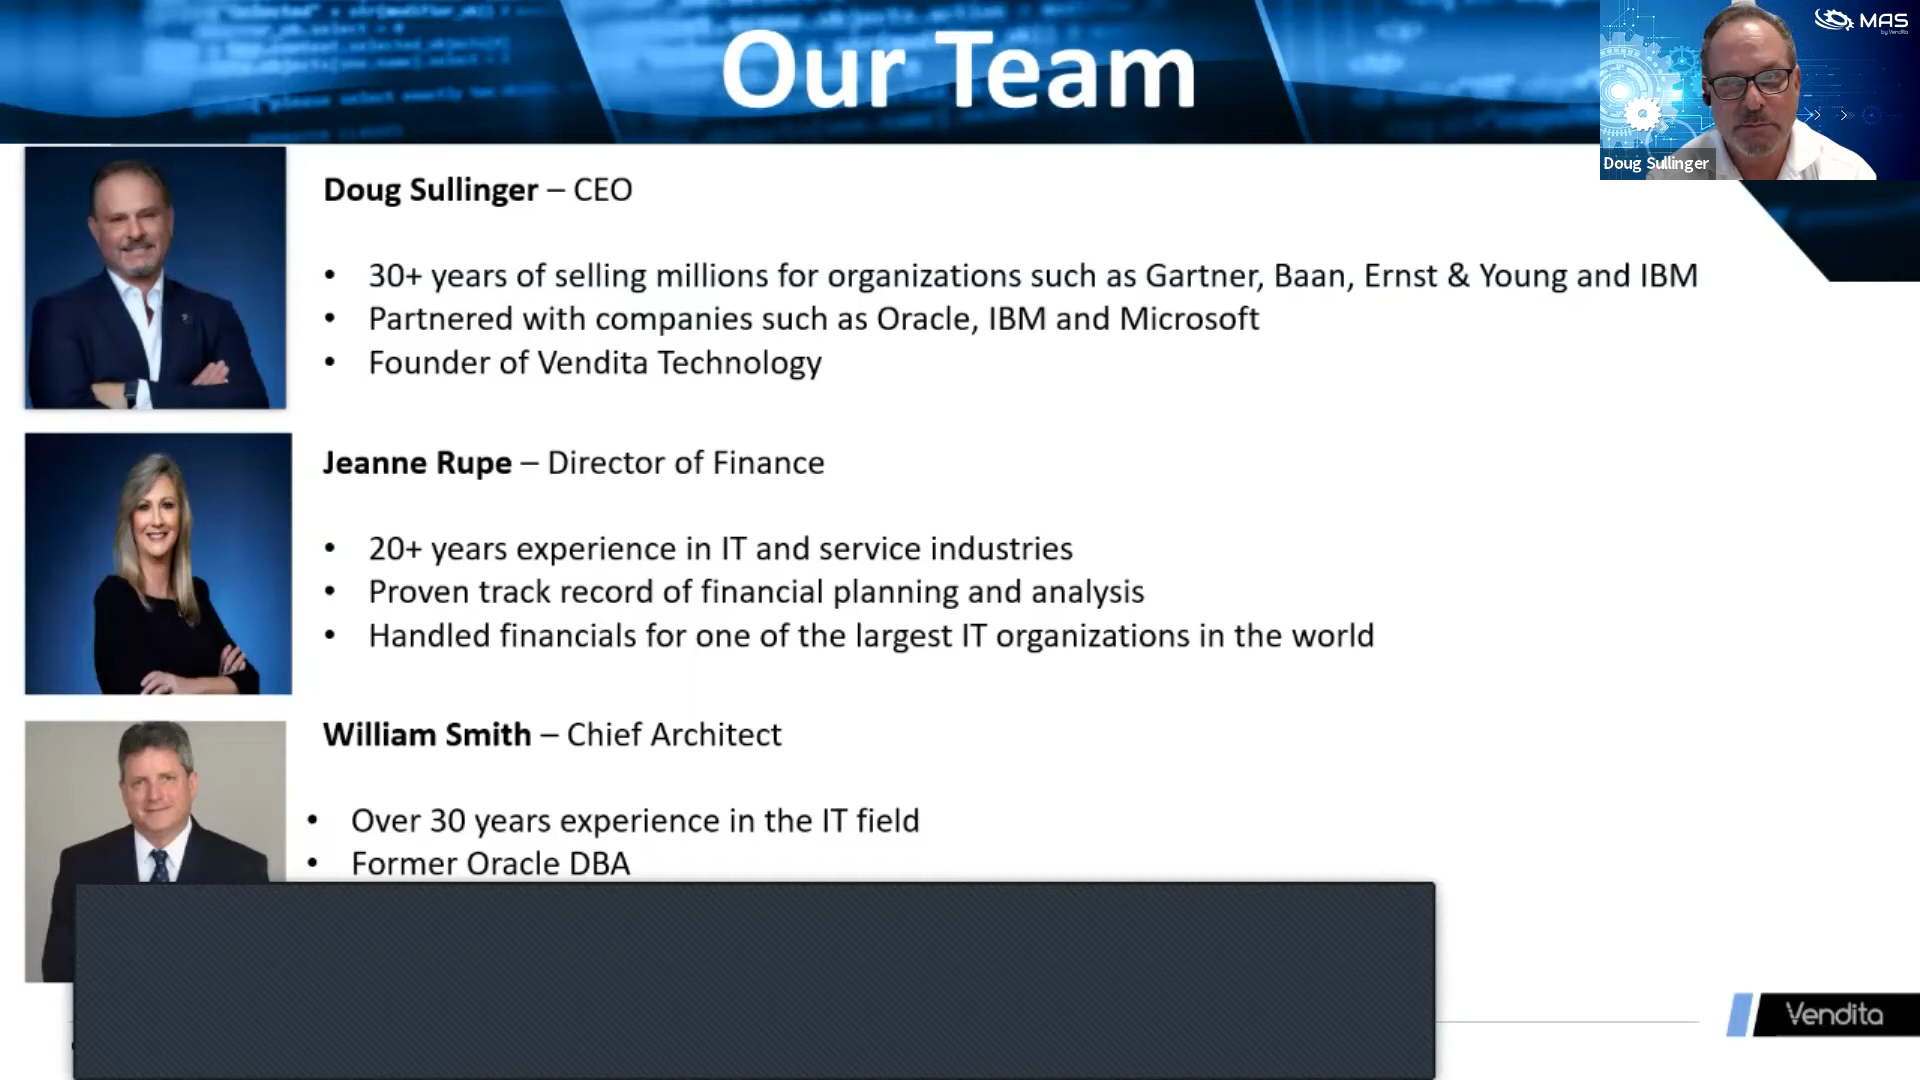 Our Team
MAS
by Vendita
Doug Sullinger
Doug Sullinger – CEO
• 30+ years of selling millions for organizations such as Gartner, Baan, Ernst & Young and IBM
• Partnered with companies such as Oracle, IBM and Microsoft
• Founder of Vendita Technology
Jeanne Rupe – Director of Finance
• 20+ years experience in IT and service industries
• Proven track record of financial planning and analysis
• Handled financials for one of the largest IT organizations in the world
William Smith – Chief Architect
• Over 30 years experience in the IT field
• Former Oracle DBA
Vendita